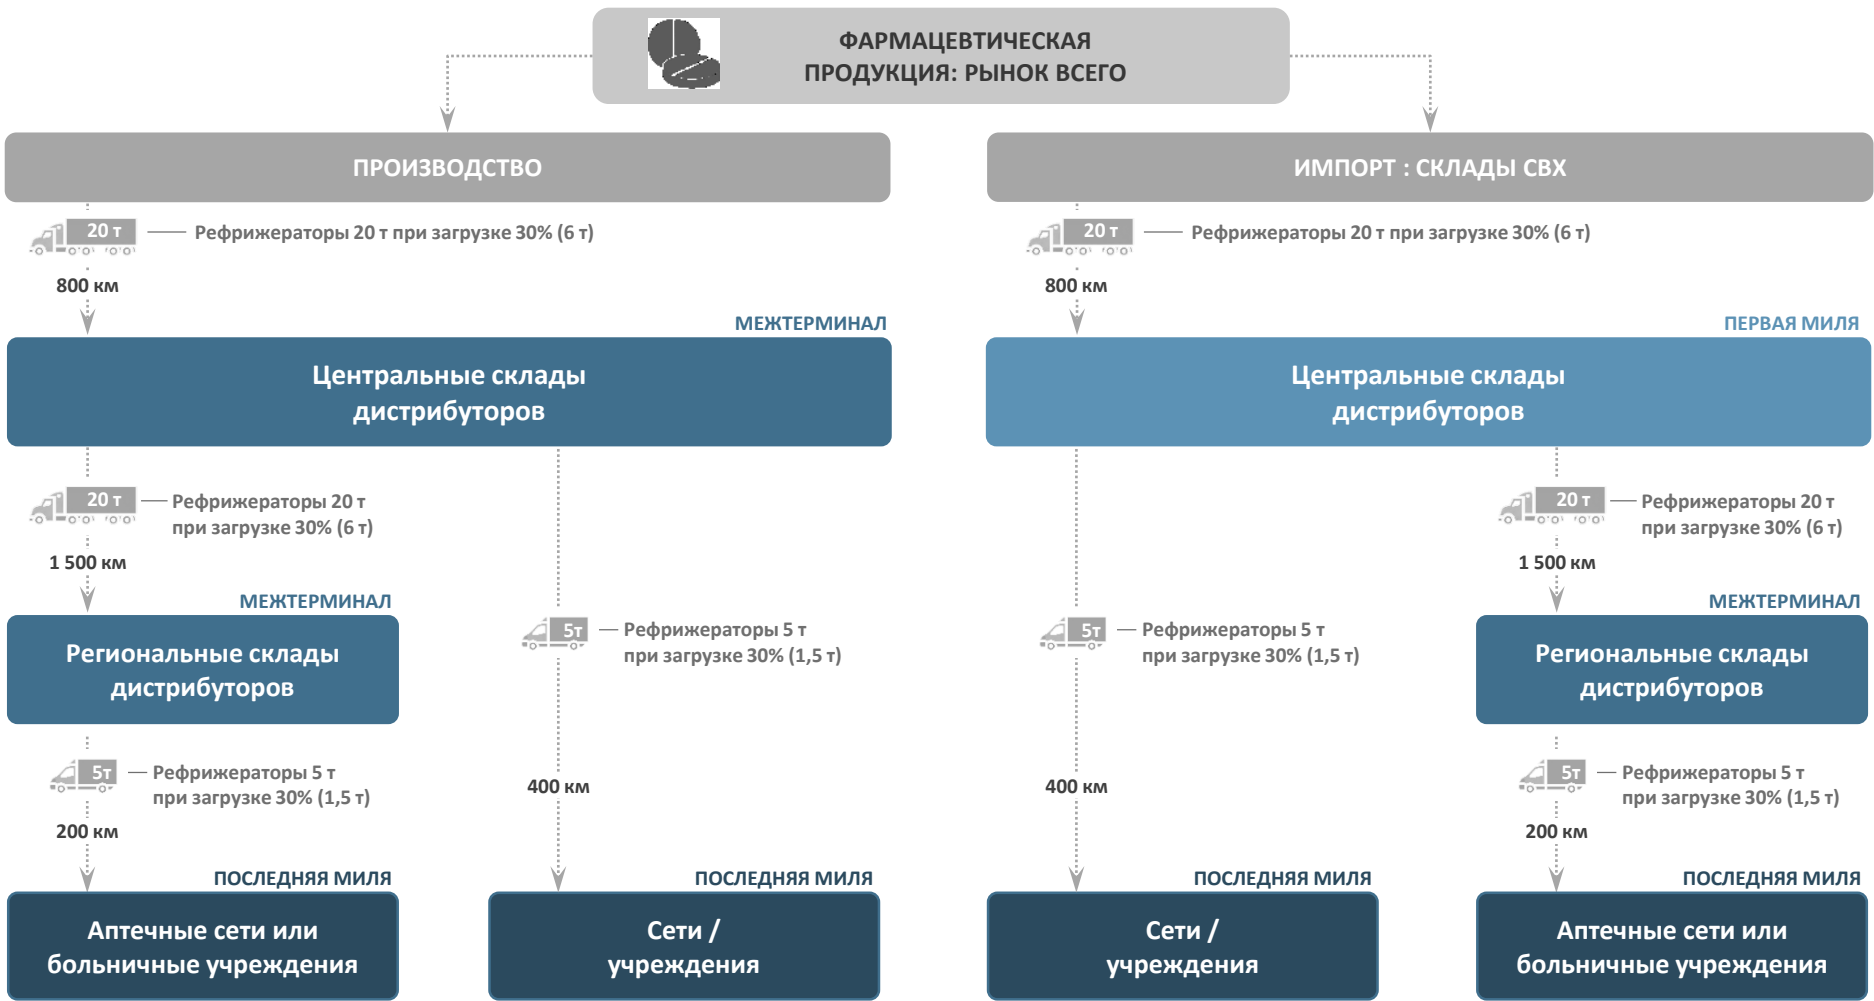 ФАРМАЦЕВТИЧЕСКАЯ
ПРОДУКЦИЯ: РЫНОК ВСЕГО
ПРОИЗВОДСТВО
20 т
Рефрижераторы 20 т при загрузке 30% (6 т)
800 км
МЕЖТЕРМИНАЛ
Центральные склады
дистрибуторов
20 т
Рефрижераторы 20 т
при загрузке 30% (6 т)
1 500 км
МЕЖТЕРМИНАЛ
Региональные склады
дистрибуторов
5т
Рефрижераторы 5 т
при загрузке 30% (1,5 т)
200 км
ПОСЛЕДНЯЯ МИЛЯ
Аптечные сети или
больничные учреждения
5т
Рефрижераторы 5 т
при загрузке 30% (1,5 т)
400 км
ПОСЛЕДНЯЯ МИЛЯ
Сети /
учреждения
ИМПОРТ : СКЛАДЫ СВХ
20 т
Рефрижераторы 20 т при загрузке 30% (6 т)
800 км
ПЕРВАЯ МИЛЯ
Центральные склады
дистрибуторов
5т
Рефрижераторы 5 т
при загрузке 30% (1,5 т)
400 км
ПОСЛЕДНЯЯ МИЛЯ
Сети /
учреждения
20 т
Рефрижераторы 20 т
при загрузке 30% (6 т)
1 500 км
МЕЖТЕРМИНАЛ
Региональные склады
дистрибуторов
5т
Рефрижераторы 5 т
при загрузке 30% (1,5 т)
200 км
ПОСЛЕДНЯЯ МИЛЯ
Аптечные сети или
больничные учреждения